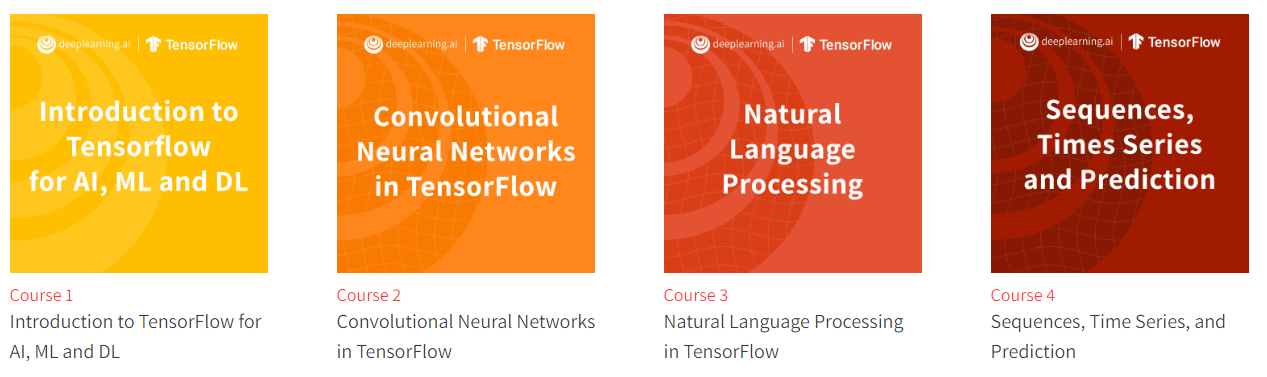 deeplearning.ai | TensorFlow
Introduction to
Tensorflow
for AI, ML and DL
Course 1
Introduction to TensorFlow for
AI, ML and DL
deeplearning.ai | TensorFlow
Convolutional
Neural Networks
in TensorFlow
Course 2
Convolutional Neural Networks
in TensorFlow
deeplearning.ai | TensorFlow
Natural
Language
Processing
Course 3
Natural Language Processing
in TensorFlow
deeplearning.ai | TensorFlow
Sequences,
Times Series
and Prediction
Course 4
Sequences, Time Series, and
Prediction